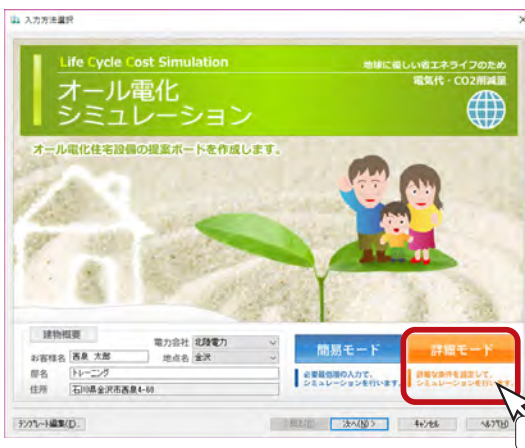 入力方法選択
Life Cycle Cost Simulation
オール電化
シミュレーション
地球に優しい省エネライフのため
電気代・CO2削減量
オール電化住宅設備の提案ボードを作成します。
建物概要
お客様名 西泉 太郎
電力会社 北陸電力
地点名 金沢
邸名 トレーニング
住所 石川県金沢市西泉4-60
簡易モード
必要最低限の入力で、
シミュレーションを行います。
詳細モード
詳細な条件を設定して、
シミュレーションを行います。
テンプレート編集(D)...
次へ(N) >
キャンセル
ヘルプ(H)